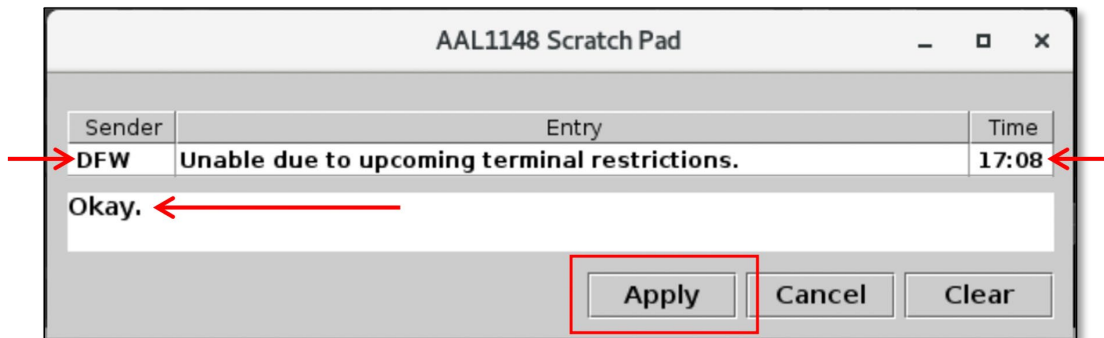 AAL1148 Scratch Pad
Sender Entry Time
DFW Unable due to upcoming terminal restrictions. 17:08
Okay.
Apply Cancel Clear